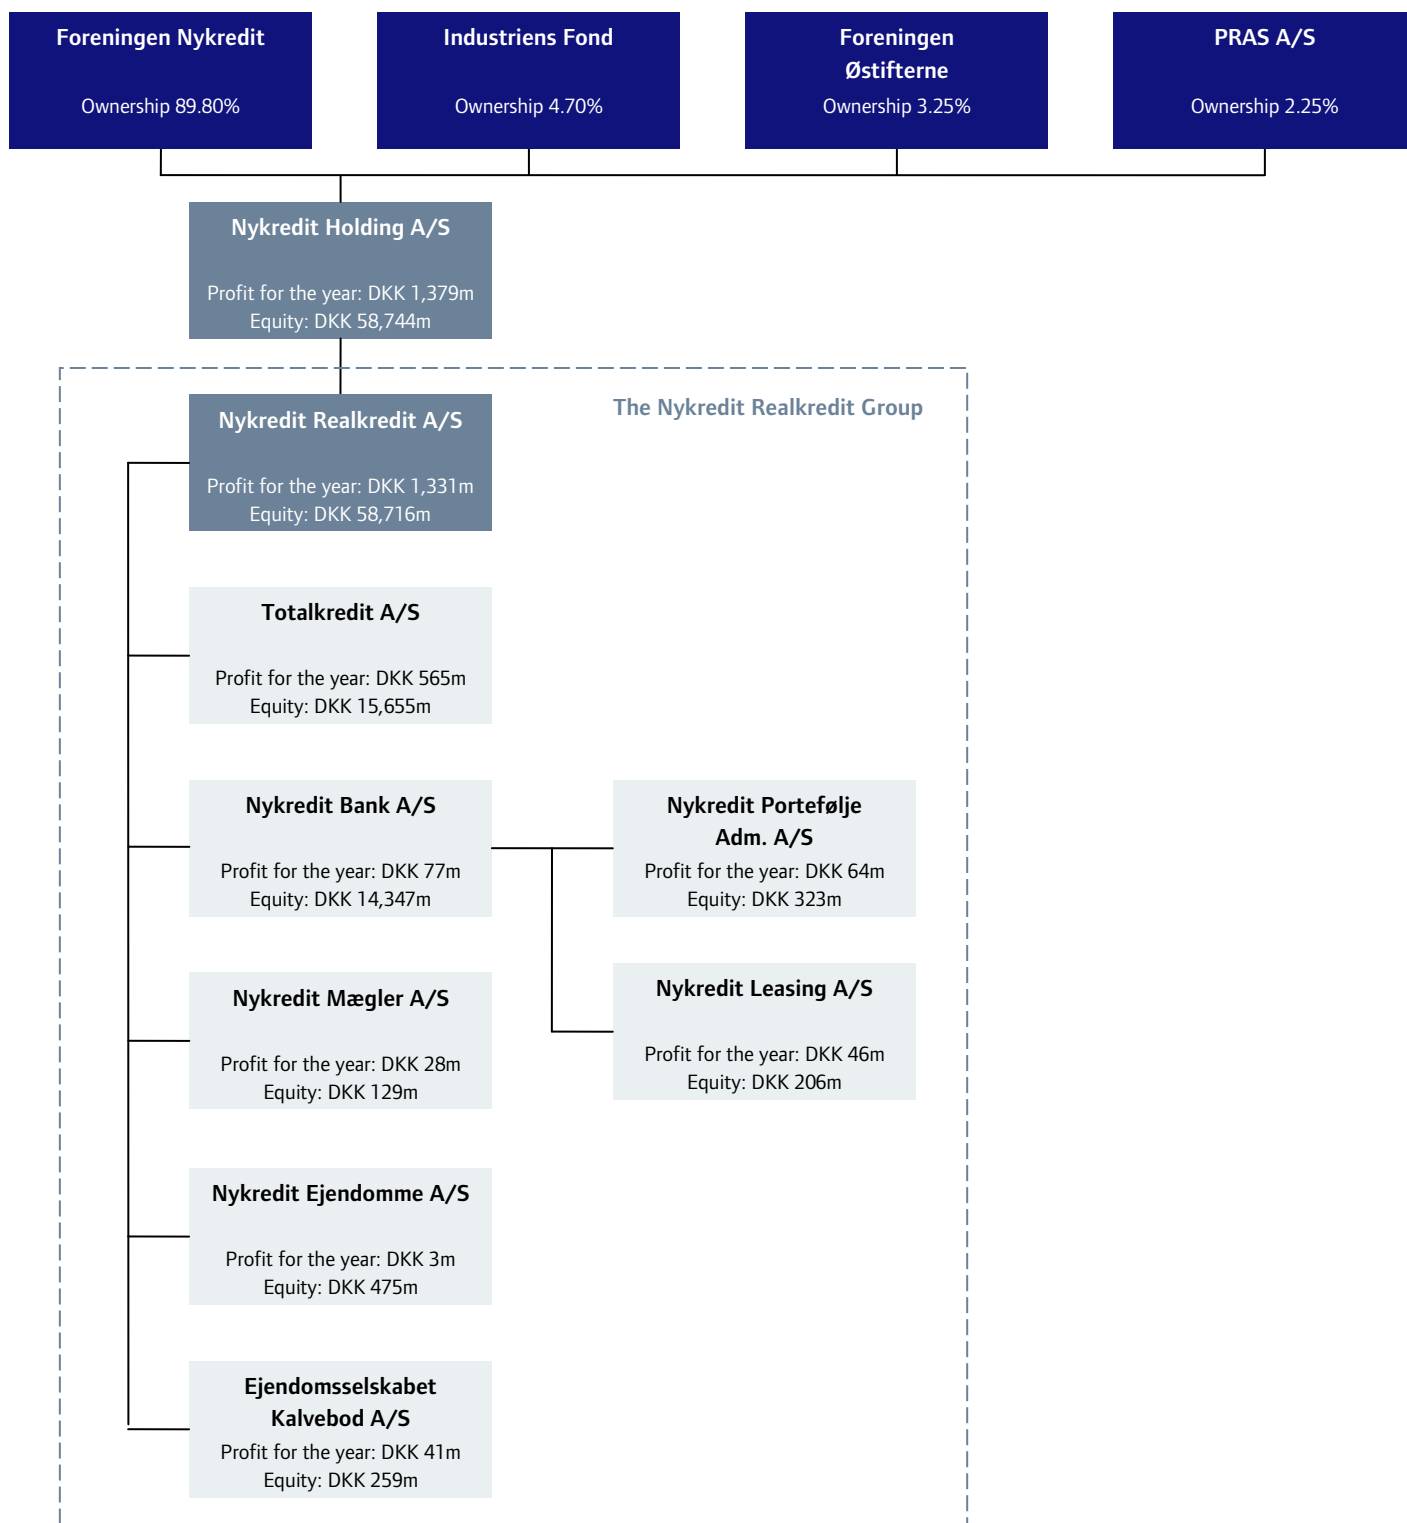 Foreningen Nykredit
Ownership 89.80%
Industriens Fond
Ownership 4.70%
Foreningen
Østifterne
Ownership 3.25%
PRAS A/S
Ownership 2.25%
Nykredit Holding A/S
Profit for the year: DKK 1,379m
Equity: DKK 58,744m
The Nykredit Realkredit Group
Nykredit Realkredit A/S
Profit for the year: DKK 1,331m
Equity: DKK 58,716m
Totalkredit A/S
Profit for the year: DKK 565m
Equity: DKK 15,655m
Nykredit Bank A/S
Profit for the year: DKK 77m
Equity: DKK 14,347m
Nykredit Portefølje
Adm. A/S
Profit for the year: DKK 64m
Equity: DKK 323m
Nykredit Mægler A/S
Profit for the year: DKK 28m
Equity: DKK 129m
Nykredit Leasing A/S
Profit for the year: DKK 46m
Equity: DKK 206m
Nykredit Ejendomme A/S
Profit for the year: DKK 3m
Equity: DKK 475m
Ejendomsselskabet
Kalvebod A/S
Profit for the year: DKK 41m
Equity: DKK 259m